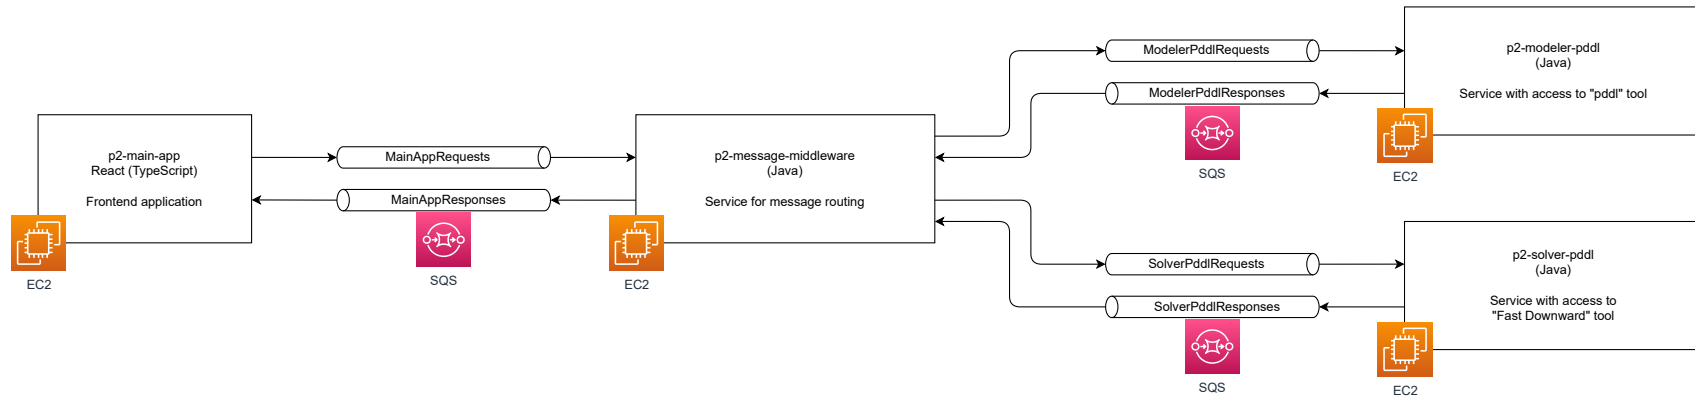 p2-main-app
React (TypeScript)
Frontend application
EC2
MainAppRequests
MainAppResponses
SQS
p2-message-middleware
(Java)
Service for message routing
EC2
ModelerPddlRequests
ModelerPddlResponses
SQS
p2-modeler-pddl
(Java)
Service with access to "pddl" tool
EC2
SolverPddlRequests
SolverPddlResponses
SQS
p2-solver-pddl
(Java)
Service with access to
"Fast Downward" tool
EC2